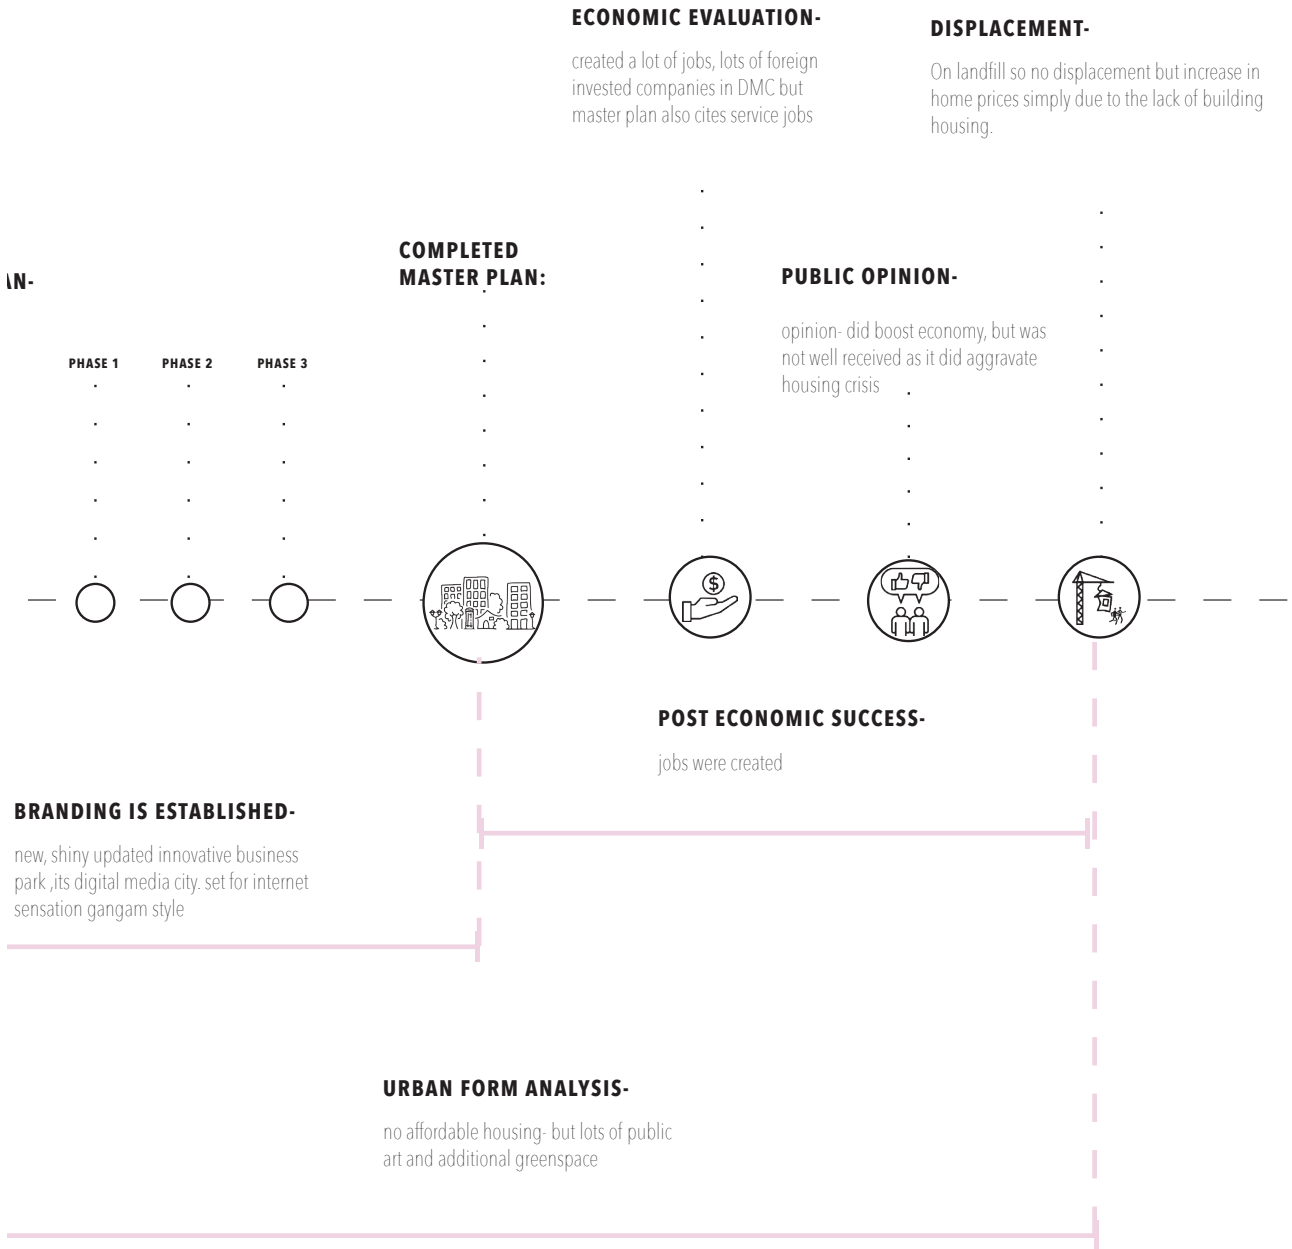 ECONOMIC EVALUATION-
created a lot of jobs, lots of foreign
invested companies in DMC but
master plan also cites service jobs
DISPLACEMENT-
On landfill so no displacement but increase in
home prices simply due to the lack of building
housing.
AN-
PHASE 1
PHASE 2
PHASE 3
COMPLETED
MASTER PLAN:
PUBLIC OPINION-
opinion- did boost economy, but was
not well received as it did aggravate
housing crisis
$
POST ECONOMIC SUCCESS-
jobs were created
BRANDING IS ESTABLISHED-
new, shiny updated innovative business
park ,its digital media city. set for internet
sensation gangam style
URBAN FORM ANALYSIS-
no affordable housing- but lots of public
art and additional greenspace